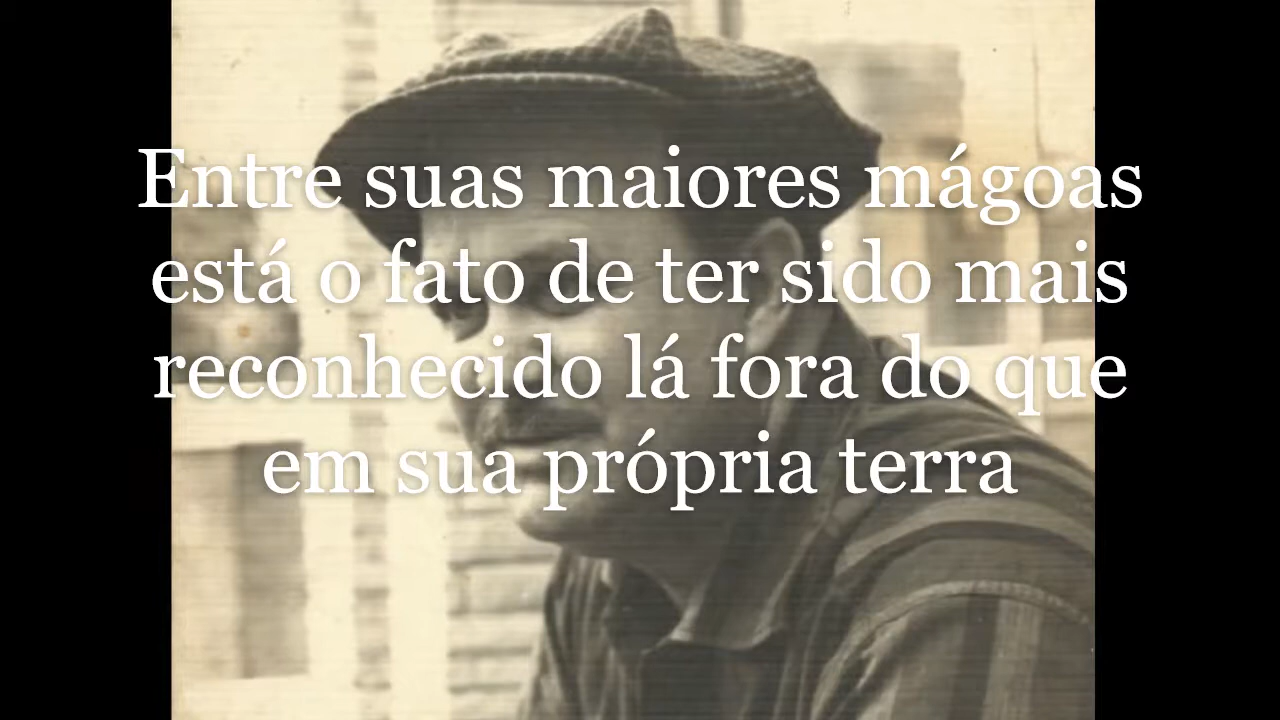 Entre suas maiores mágoas
está o fato de ter sido mais
reconhecido lá fora do que
em sua própria terra